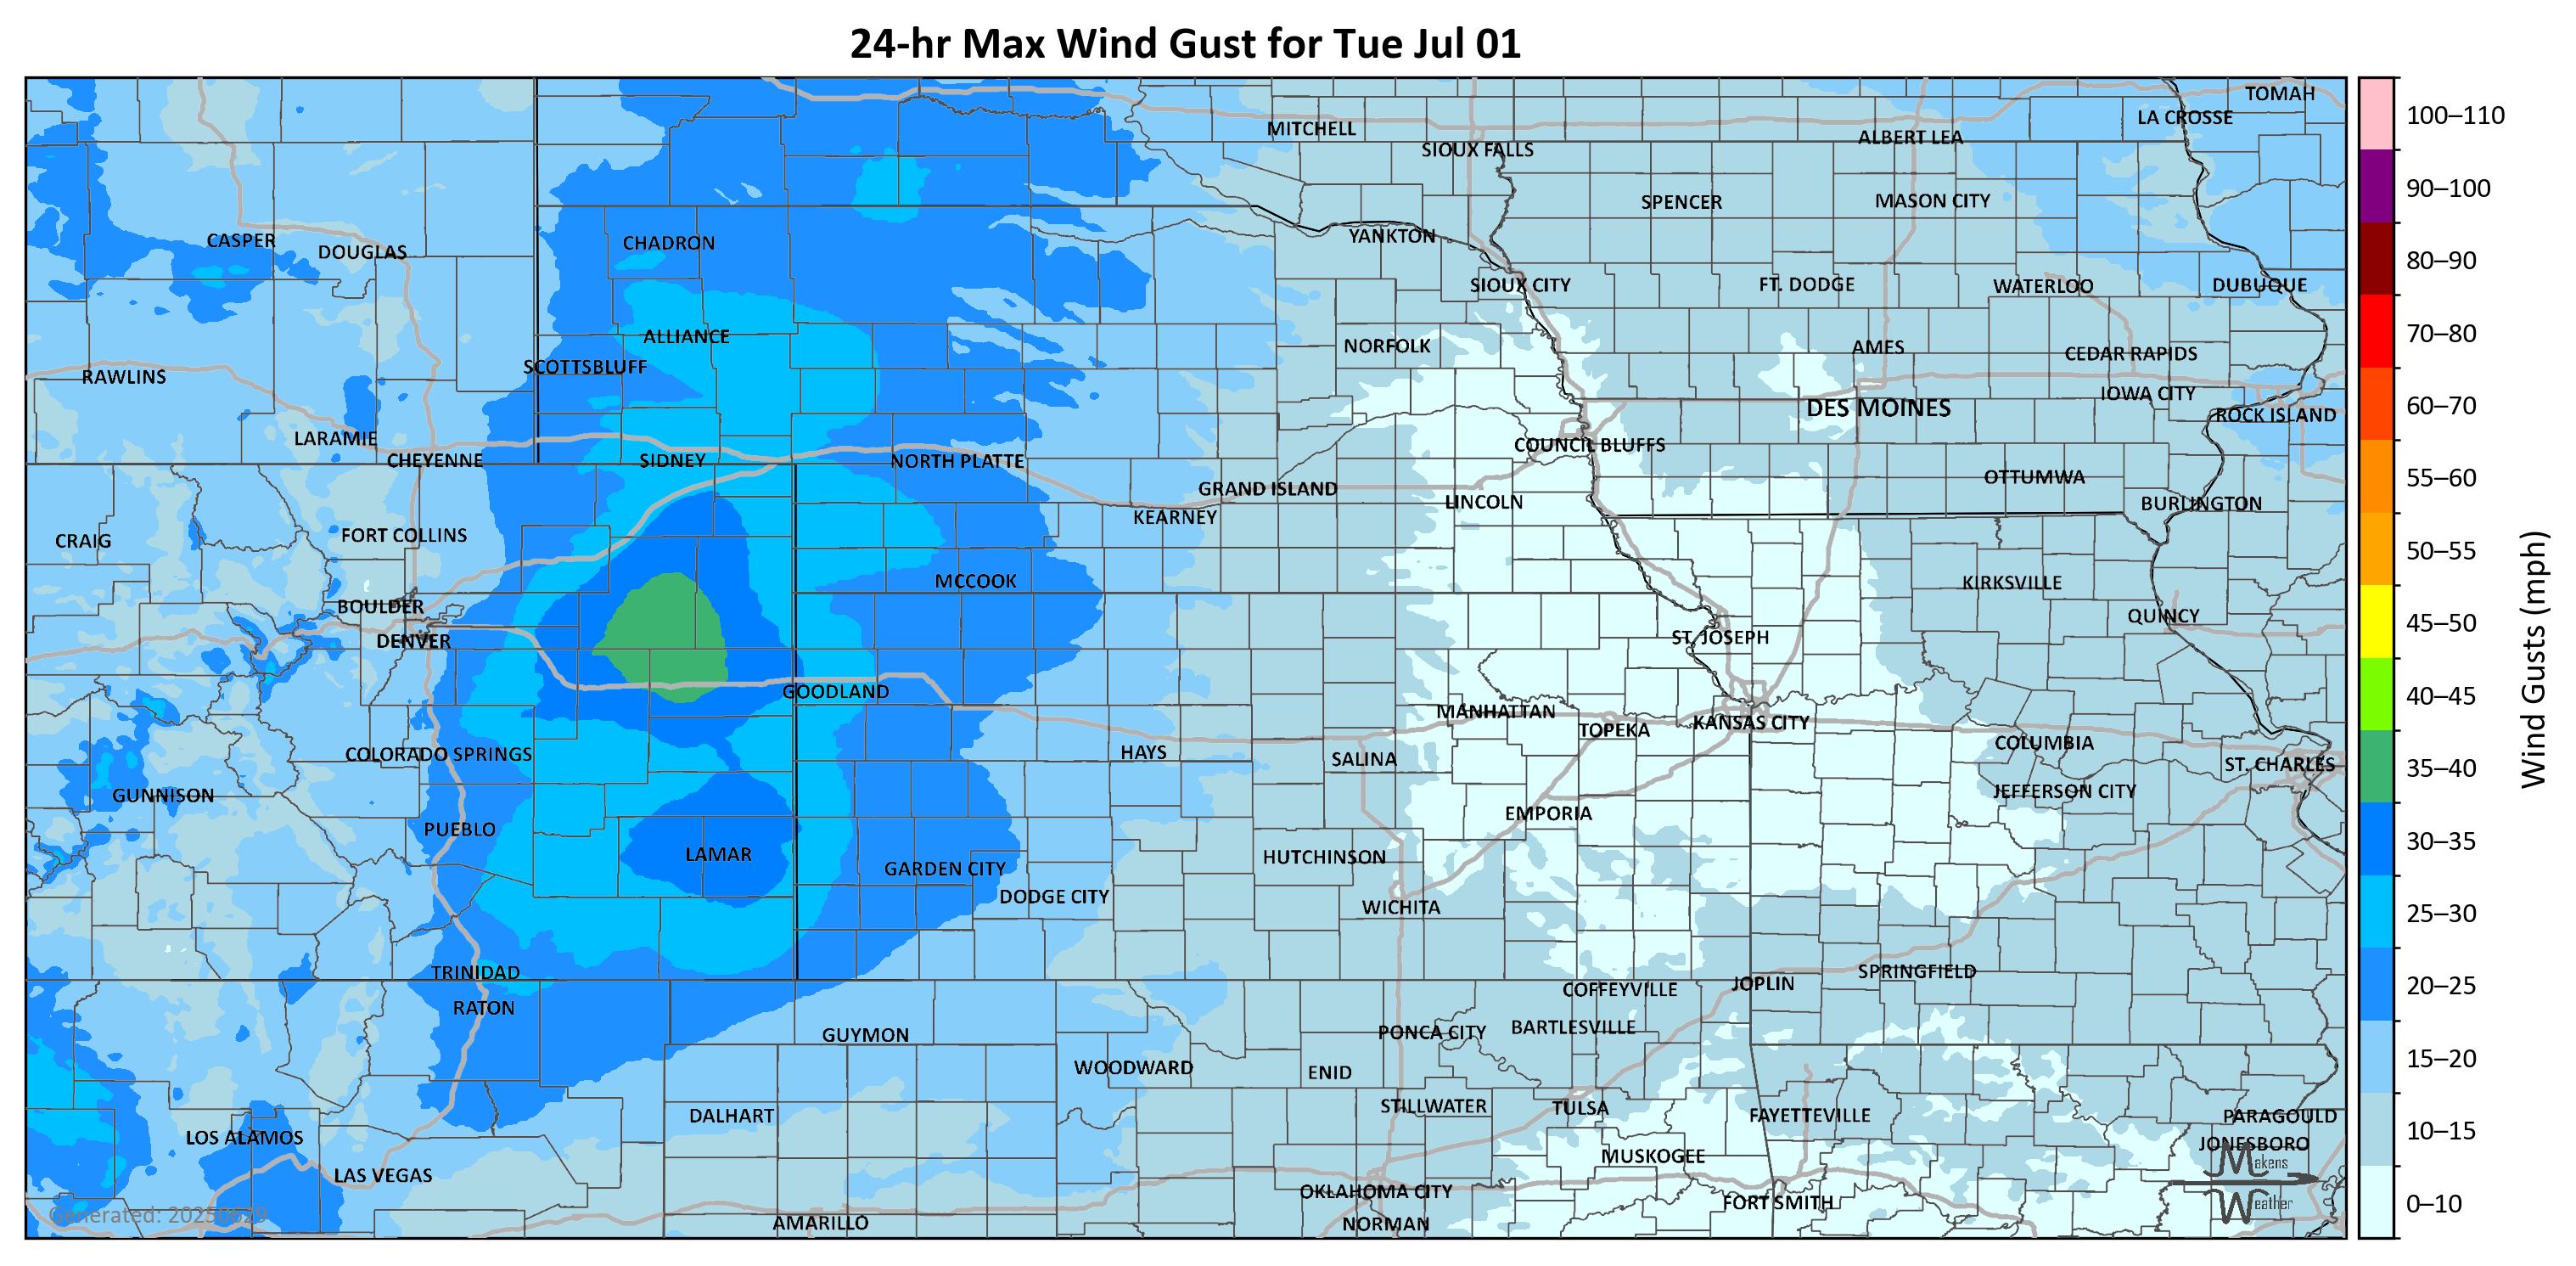 24-hr Max Wind Gust for Tue Jul 01
TOMAH
LA CROSSE
MITCHELL
ALBERT LEA
SIOUX FALLS
SPENCER
MASON CITY
YANKTON
CASPER
CHADRON
DOUGLAS
SIOUX CITY
FT. DODGE
WATERLOO
DUBUQUE
ALLIANCE
NORFOLK
AMES
CEDAR RAPIDS
SCOTTSBLUFF
RAWLINS
IOWA CITY
DES MOINES
ROCK ISLAND
LARAMIE
COUNCIL BLUFFS
CHEYENNE
SIDNEY
NORTH PLATTE
OTTUMWA
GRAND ISLAND
LINCOLN
BURLINGTON
KEARNEY
FORT COLLINS
CRAIG
MCCOOK
KIRKSVILLE
BOULDER
QUINCY
DENVER
ST. JOSEPH
GOODLAND
MANHATTAN
KANSAS CITY
TOPEKA
COLUMBIA
COLORADO SPRINGS
HAYS
SALINA
ST. CHARLES
GUNNISON
JEFFERSON CITY
EMPORIA
PUEBLO
LAMAR
HUTCHINSON
GARDEN CITY
DODGE CITY
WICHITA
TRINIDAD
SPRINGFIELD
JOPLIN
COFFEYVILLE
RATON
BARTLESVILLE
PONCA CITY
GUYMON
WOODWARD
ENID
STILLWATER
TULSA
DALHART
FAYETTEVILLE
PARAGOULD
LOS ALAMOS
JONESBORO
MUSKOGEE
LAS VEGAS
OKLAHOMA CITY
FORT SMITH
AMARILLO
NORMAN
Generated: 20250629
Makens
Weather
100–110
90–100
80–90
70–80
60–70
55–60
50–55
45–50
40–45
35–40
30–35
25–30
20–25
15–20
10–15
0–10
Wind Gusts (mph)